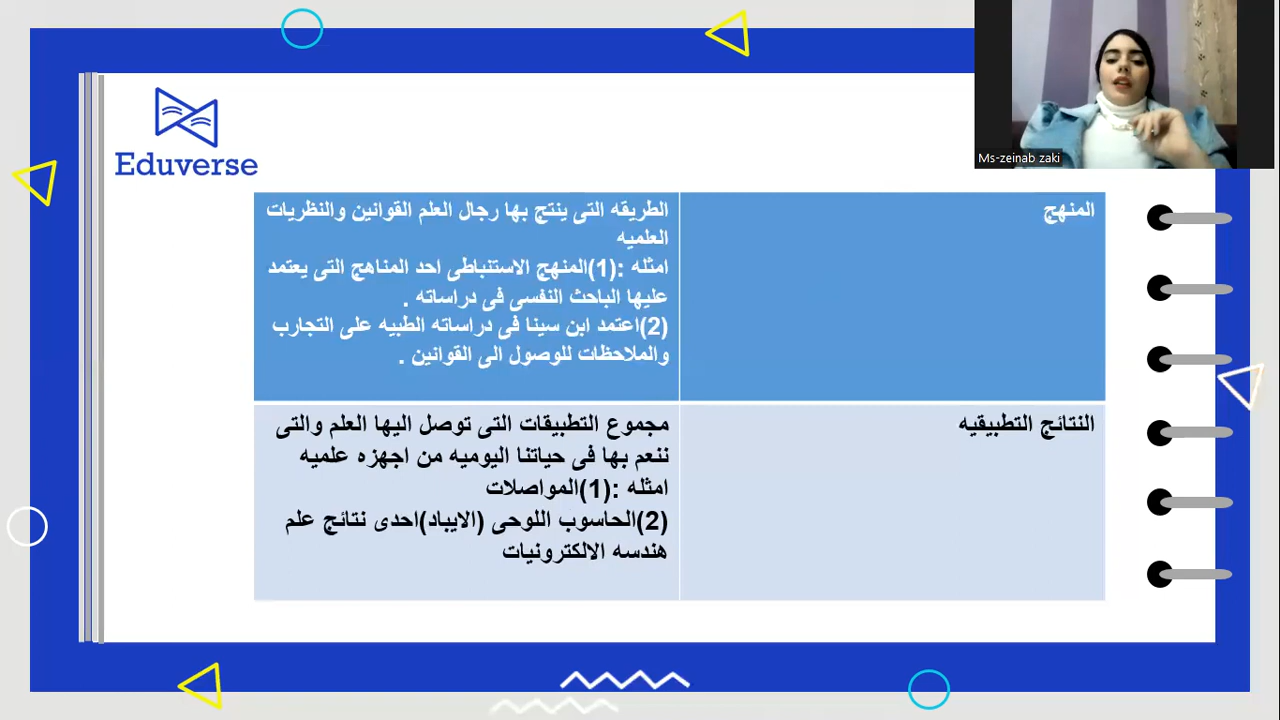 Eduverse
Ms-zeinab zaki
المنهج
الطريقه التى ينتج بها رجال العلم القوانين والنظريات
العلميه
امثله :(1)المنهج الاستنباطى احد المناهج التى يعتمد
عليها الباحث النفسى فى دراساته .
(2)اعتمد ابن سينا فى دراساته الطبيه على التجارب
والملاحظات للوصول الى القوانين .
النتائج التطبيقيه
مجموع التطبيقات التى توصل اليها العلم والتى
ننعم بها فى حياتنا اليوميه من اجهزه علميه
امثله :(1)المواصلات
(2)الحاسوب اللوحى (الايباد)احدى نتائج علم
هندسه الالكترونيات